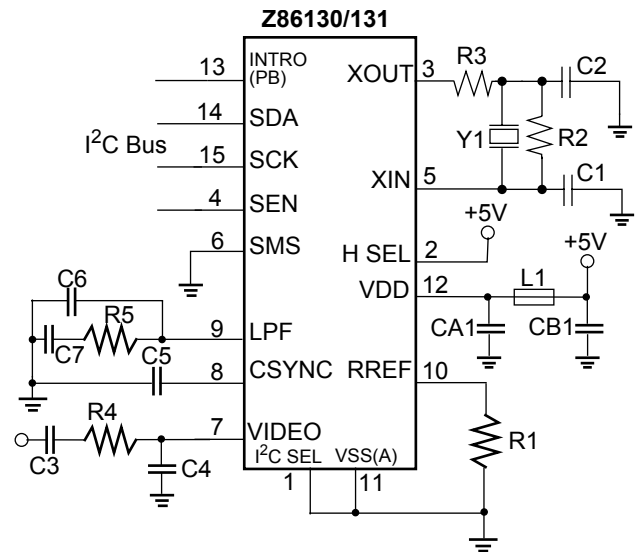 Z86130/131
13
INTRO
(PB)
14
SDA
I²C Bus
15
SCK
4
SEN
6
SMS
XOUT
3
R3
C2
Y1
R2
XIN
5
C1
+5V
H SEL
2
+5V
VDD
12
L1
CA1
CB1
C6
R5
C7
9
LPF
C5
8
CSYNC
RREF
10
R4
C3
7
VIDEO
C4
R1
I²C SEL
VSS(A)
1
11